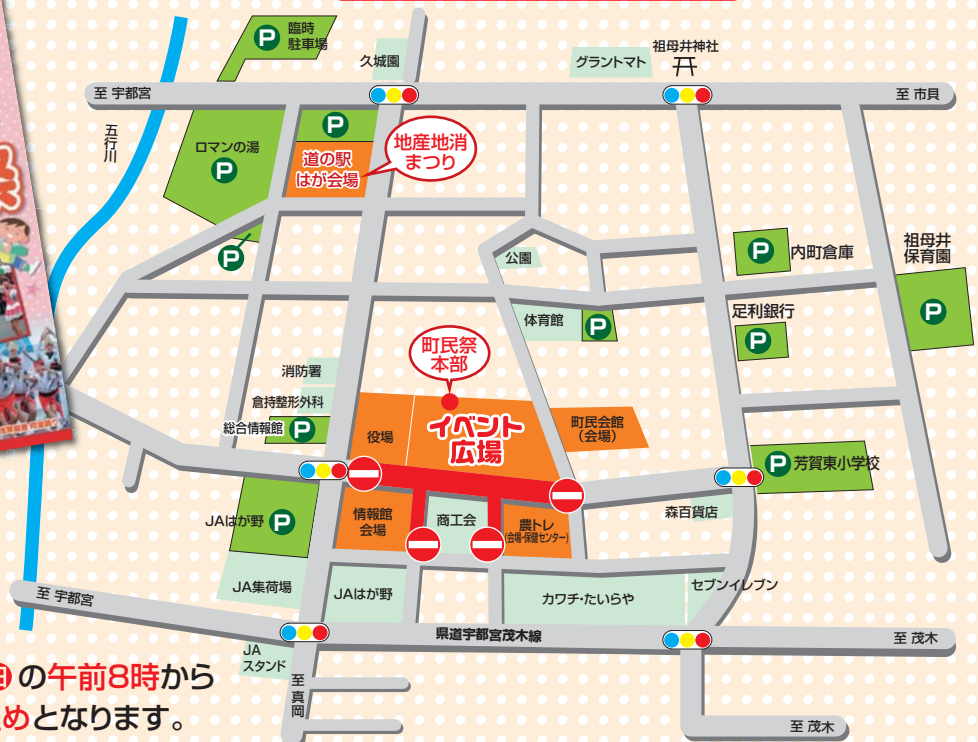 P
臨時
駐車場
久城園
グラントマト
祖母井神社
至 宇都宮
至 市貝
五行川
ロマンの湯
P
P
道の駅
はが会場
地産地消
まつり
P
公園
P
内町倉庫
祖母井
保育園
P
体育館
P
足利銀行
P
町民祭
本部
消防署
倉持整形外科
総合情報館
P
役場
イベント
広場
町民会館
(会場)
P
芳賀東小学校
JAはが野
P
情報館
会場
商工会
農トレ
(会場・保健センター)
森百貨店
JA集荷場
JAはが野
カワチ・たいらや
セブンイレブン
至 宇都宮
県道宇都宮茂木線
至 茂木
JA
スタンド
至 真岡
至 茂木
の午前8時から
めとなります。
祭